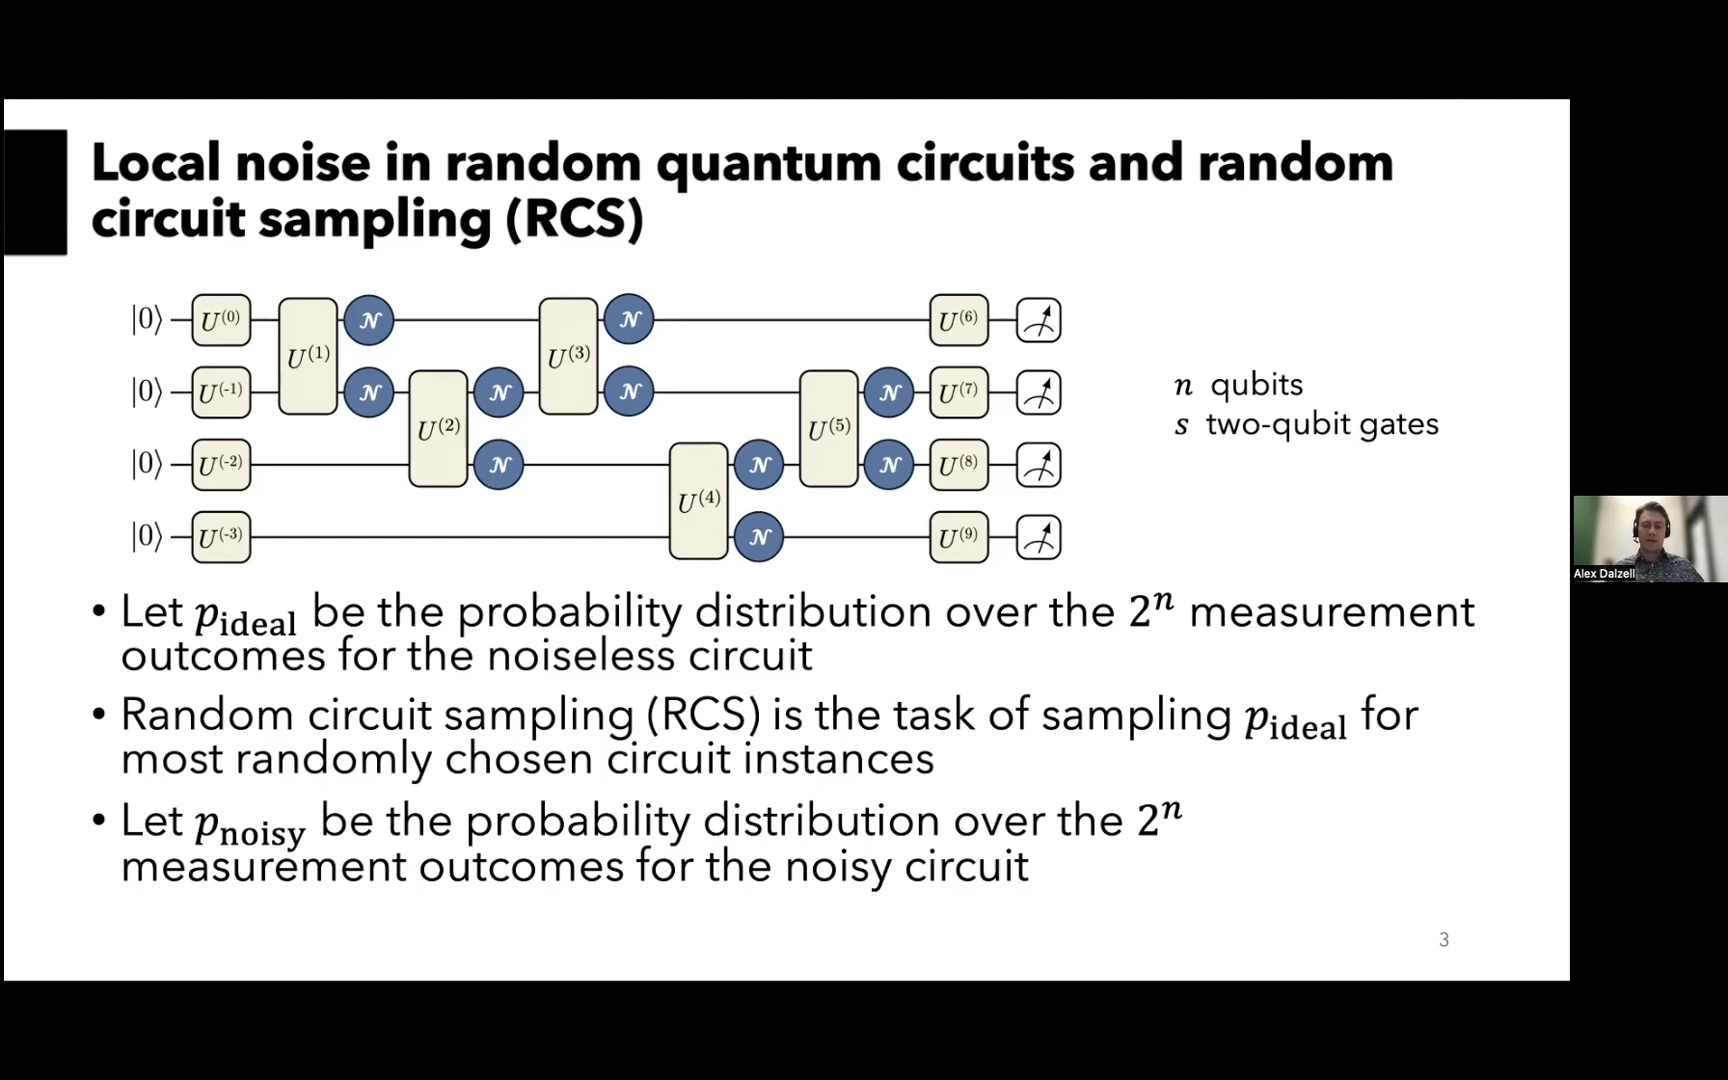 Local noise in random quantum circuits and random
circuit sampling (RCS)
|0⟩ U^(0) U^(1) 𝒩 U^(3) 𝒩 U^(6)
|0⟩ U^(-1) 𝒩 U^(2) 𝒩 𝒩 U^(5) 𝒩 U^(7)
|0⟩ U^(-2) 𝒩 U^(4) 𝒩 𝒩 U^(8)
|0⟩ U^(-3) 𝒩 U^(9)
n qubits
s two-qubit gates
• Let p_ideal be the probability distribution over the 2^n measurement
outcomes for the noiseless circuit
• Random circuit sampling (RCS) is the task of sampling p_ideal for
most randomly chosen circuit instances
• Let p_noisy be the probability distribution over the 2^n
measurement outcomes for the noisy circuit
3
Alex Dalzell